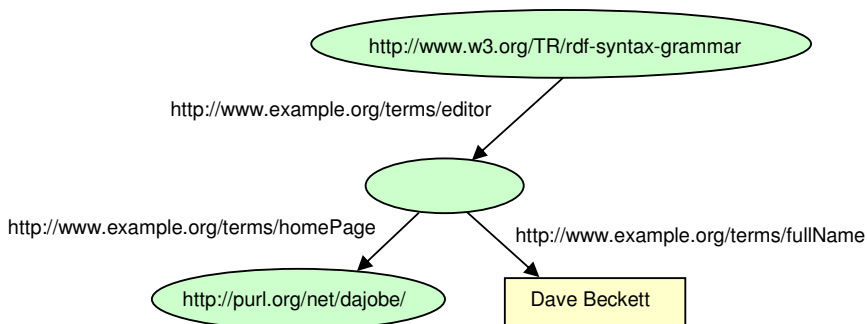 http://www.w3.org/TR/rdf-syntax-grammar
http://www.example.org/terms/editor
http://www.example.org/terms/homePage
http://www.example.org/terms/fullName
http://purl.org/net/dajobe/
Dave Beckett